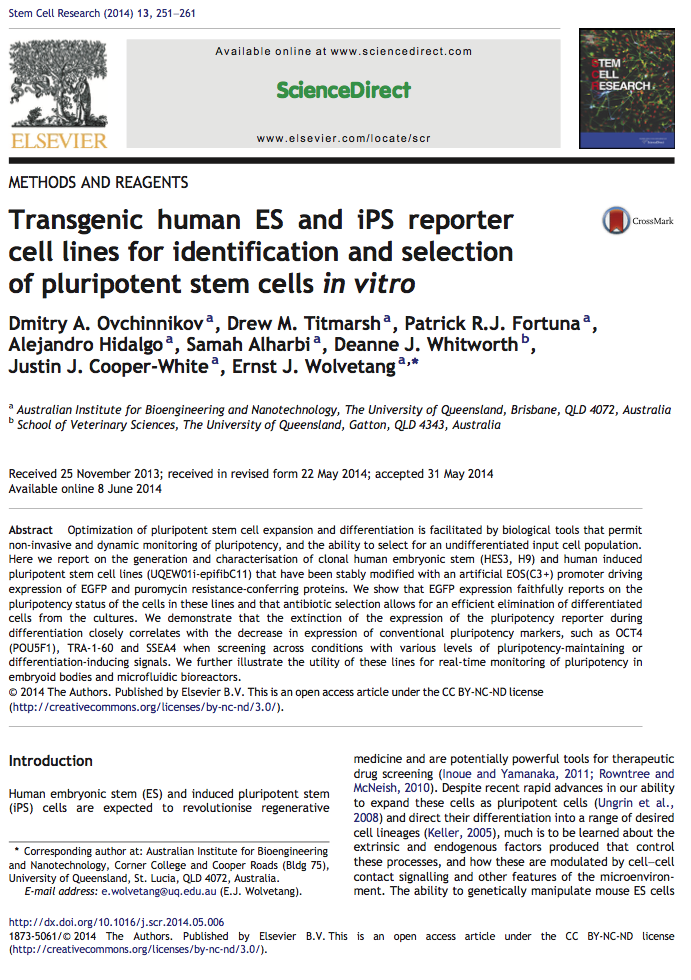 Stem Cell Research (2014) 13, 251–261
Available online at www.sciencedirect.com
ScienceDirect
www.elsevier.com/locate/scr
ELSEVIER
STEM
CELL
RESEARCH
METHODS AND REAGENTS
Transgenic human ES and iPS reporter
cell lines for identification and selection
of pluripotent stem cells in vitro
CrossMark
Dmitry A. Ovchinnikov a, Drew M. Titmarsh a, Patrick R.J. Fortuna a,
Alejandro Hidalgo a, Samah Alharbi a, Deanne J. Whitworth b,
Justin J. Cooper-White a, Ernst J. Wolvetang a,*
a Australian Institute for Bioengineering and Nanotechnology, The University of Queensland, Brisbane, QLD 4072, Australia
b School of Veterinary Sciences, The University of Queensland, Gatton, QLD 4343, Australia
Received 25 November 2013; received in revised form 22 May 2014; accepted 31 May 2014
Available online 8 June 2014
Abstract Optimization of pluripotent stem cell expansion and differentiation is facilitated by biological tools that permit
non-invasive and dynamic monitoring of pluripotency, and the ability to select for an undifferentiated input cell population.
Here we report on the generation and characterisation of clonal human embryonic stem (HES3, H9) and human induced
pluripotent stem cell lines (UQEW01i-epifibC11) that have been stably modified with an artificial EOS(C3+) promoter driving
expression of EGFP and puromycin resistance-conferring proteins. We show that EGFP expression faithfully reports on the
pluripotency status of the cells in these lines and that antibiotic selection allows for an efficient elimination of differentiated
cells from the cultures. We demonstrate that the extinction of the expression of the pluripotency reporter during
differentiation closely correlates with the decrease in expression of conventional pluripotency markers, such as OCT4
(POU5F1), TRA-1-60 and SSEA4 when screening across conditions with various levels of pluripotency-maintaining or
differentiation-inducing signals. We further illustrate the utility of these lines for real-time monitoring of pluripotency in
embryoid bodies and microfluidic bioreactors.
© 2014 The Authors. Published by Elsevier B.V. This is an open access article under the CC BY-NC-ND license
(http://creativecommons.org/licenses/by-nc-nd/3.0/).
Introduction
Human embryonic stem (ES) and induced pluripotent stem
(iPS) cells are expected to revolutionise regenerative
medicine and are potentially powerful tools for therapeutic
drug screening (Inoue and Yamanaka, 2011; Rowntree and
McNeish, 2010). Despite recent rapid advances in our ability
to expand these cells as pluripotent cells (Ungrin et al.,
2008) and direct their differentiation into a range of desired
cell lineages (Keller, 2005), much is to be learned about the
extrinsic and endogenous factors produced that control
these processes, and how these are modulated by cell–cell
contact signalling and other features of the microenviron-
ment. The ability to genetically manipulate mouse ES cells
* Corresponding author at: Australian Institute for Bioengineering
and Nanotechnology, Corner College and Cooper Roads (Bldg 75),
University of Queensland, St. Lucia, QLD 4072, Australia.
E-mail address: e.wolvetang@uq.edu.au (E.J. Wolvetang).
http://dx.doi.org/10.1016/j.scr.2014.05.006
1873-5061/© 2014 The Authors. Published by Elsevier B.V. This is an open access article under the CC BY-NC-ND license
(http://creativecommons.org/licenses/by-nc-nd/3.0/).